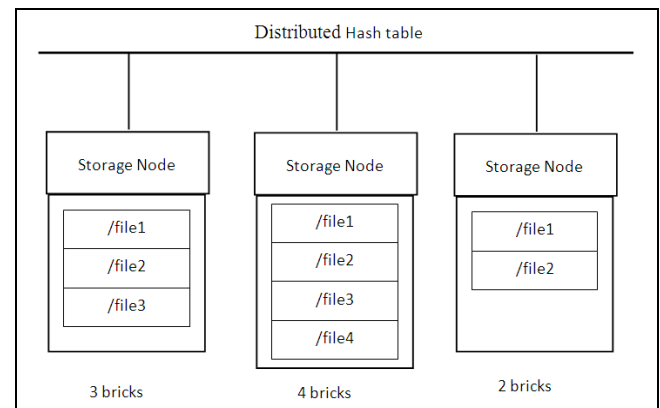 Distributed Hash table
Storage Node
/file1
/file2
/file3
3 bricks
Storage Node
/file1
/file2
/file3
/file4
4 bricks
Storage Node
/file1
/file2
2 bricks